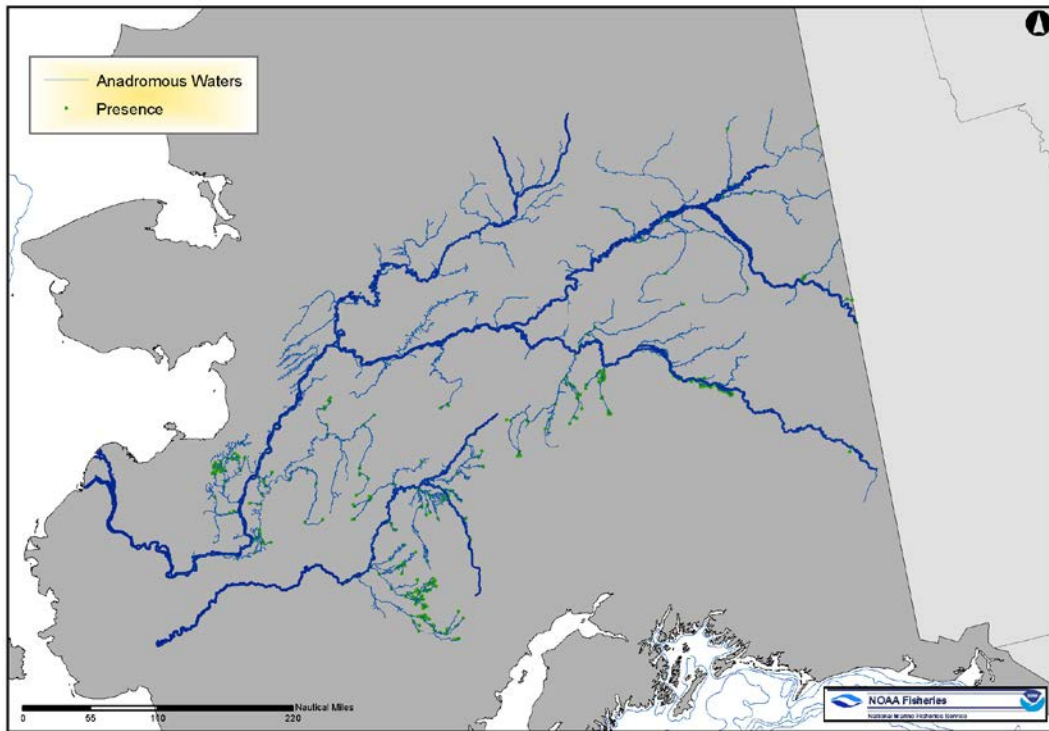 Anadromous Waters
Presence
Nautical Miles
0 55 110 220
NOAA Fisheries
National Marine Fisheries Service